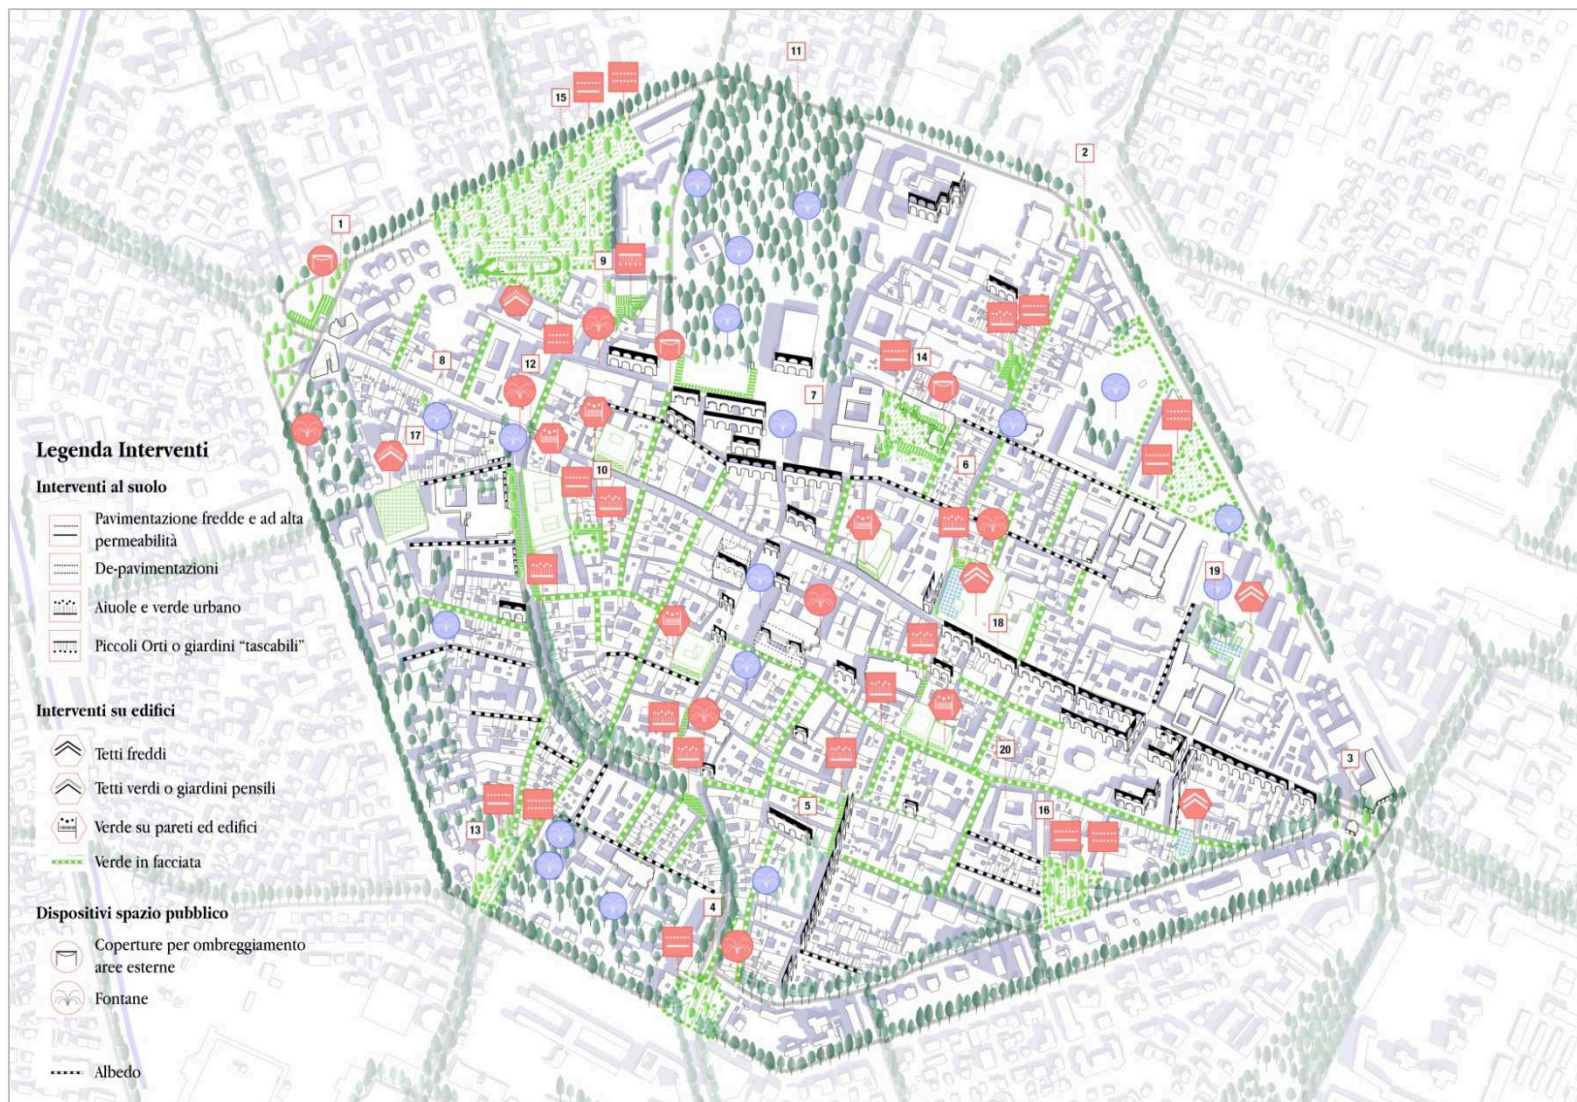 11
15
2
1
9
8
12
14
7
17
6
10
19
18
20
3
5
16
13
4
Legenda Interventi
Interventi al suolo
Pavimentazione fredde e ad alta
permeabilità
De-pavimentazioni
Aiuole e verde urbano
Piccoli Orti o giardini “tascabili”
Interventi su edifici
Tetti freddi
Tetti verdi o giardini pensili
Verde su pareti ed edifici
Verde in facciata
Dispositivi spazio pubblico
Coperture per ombreggiamento
aree esterne
Fontane
Albedo